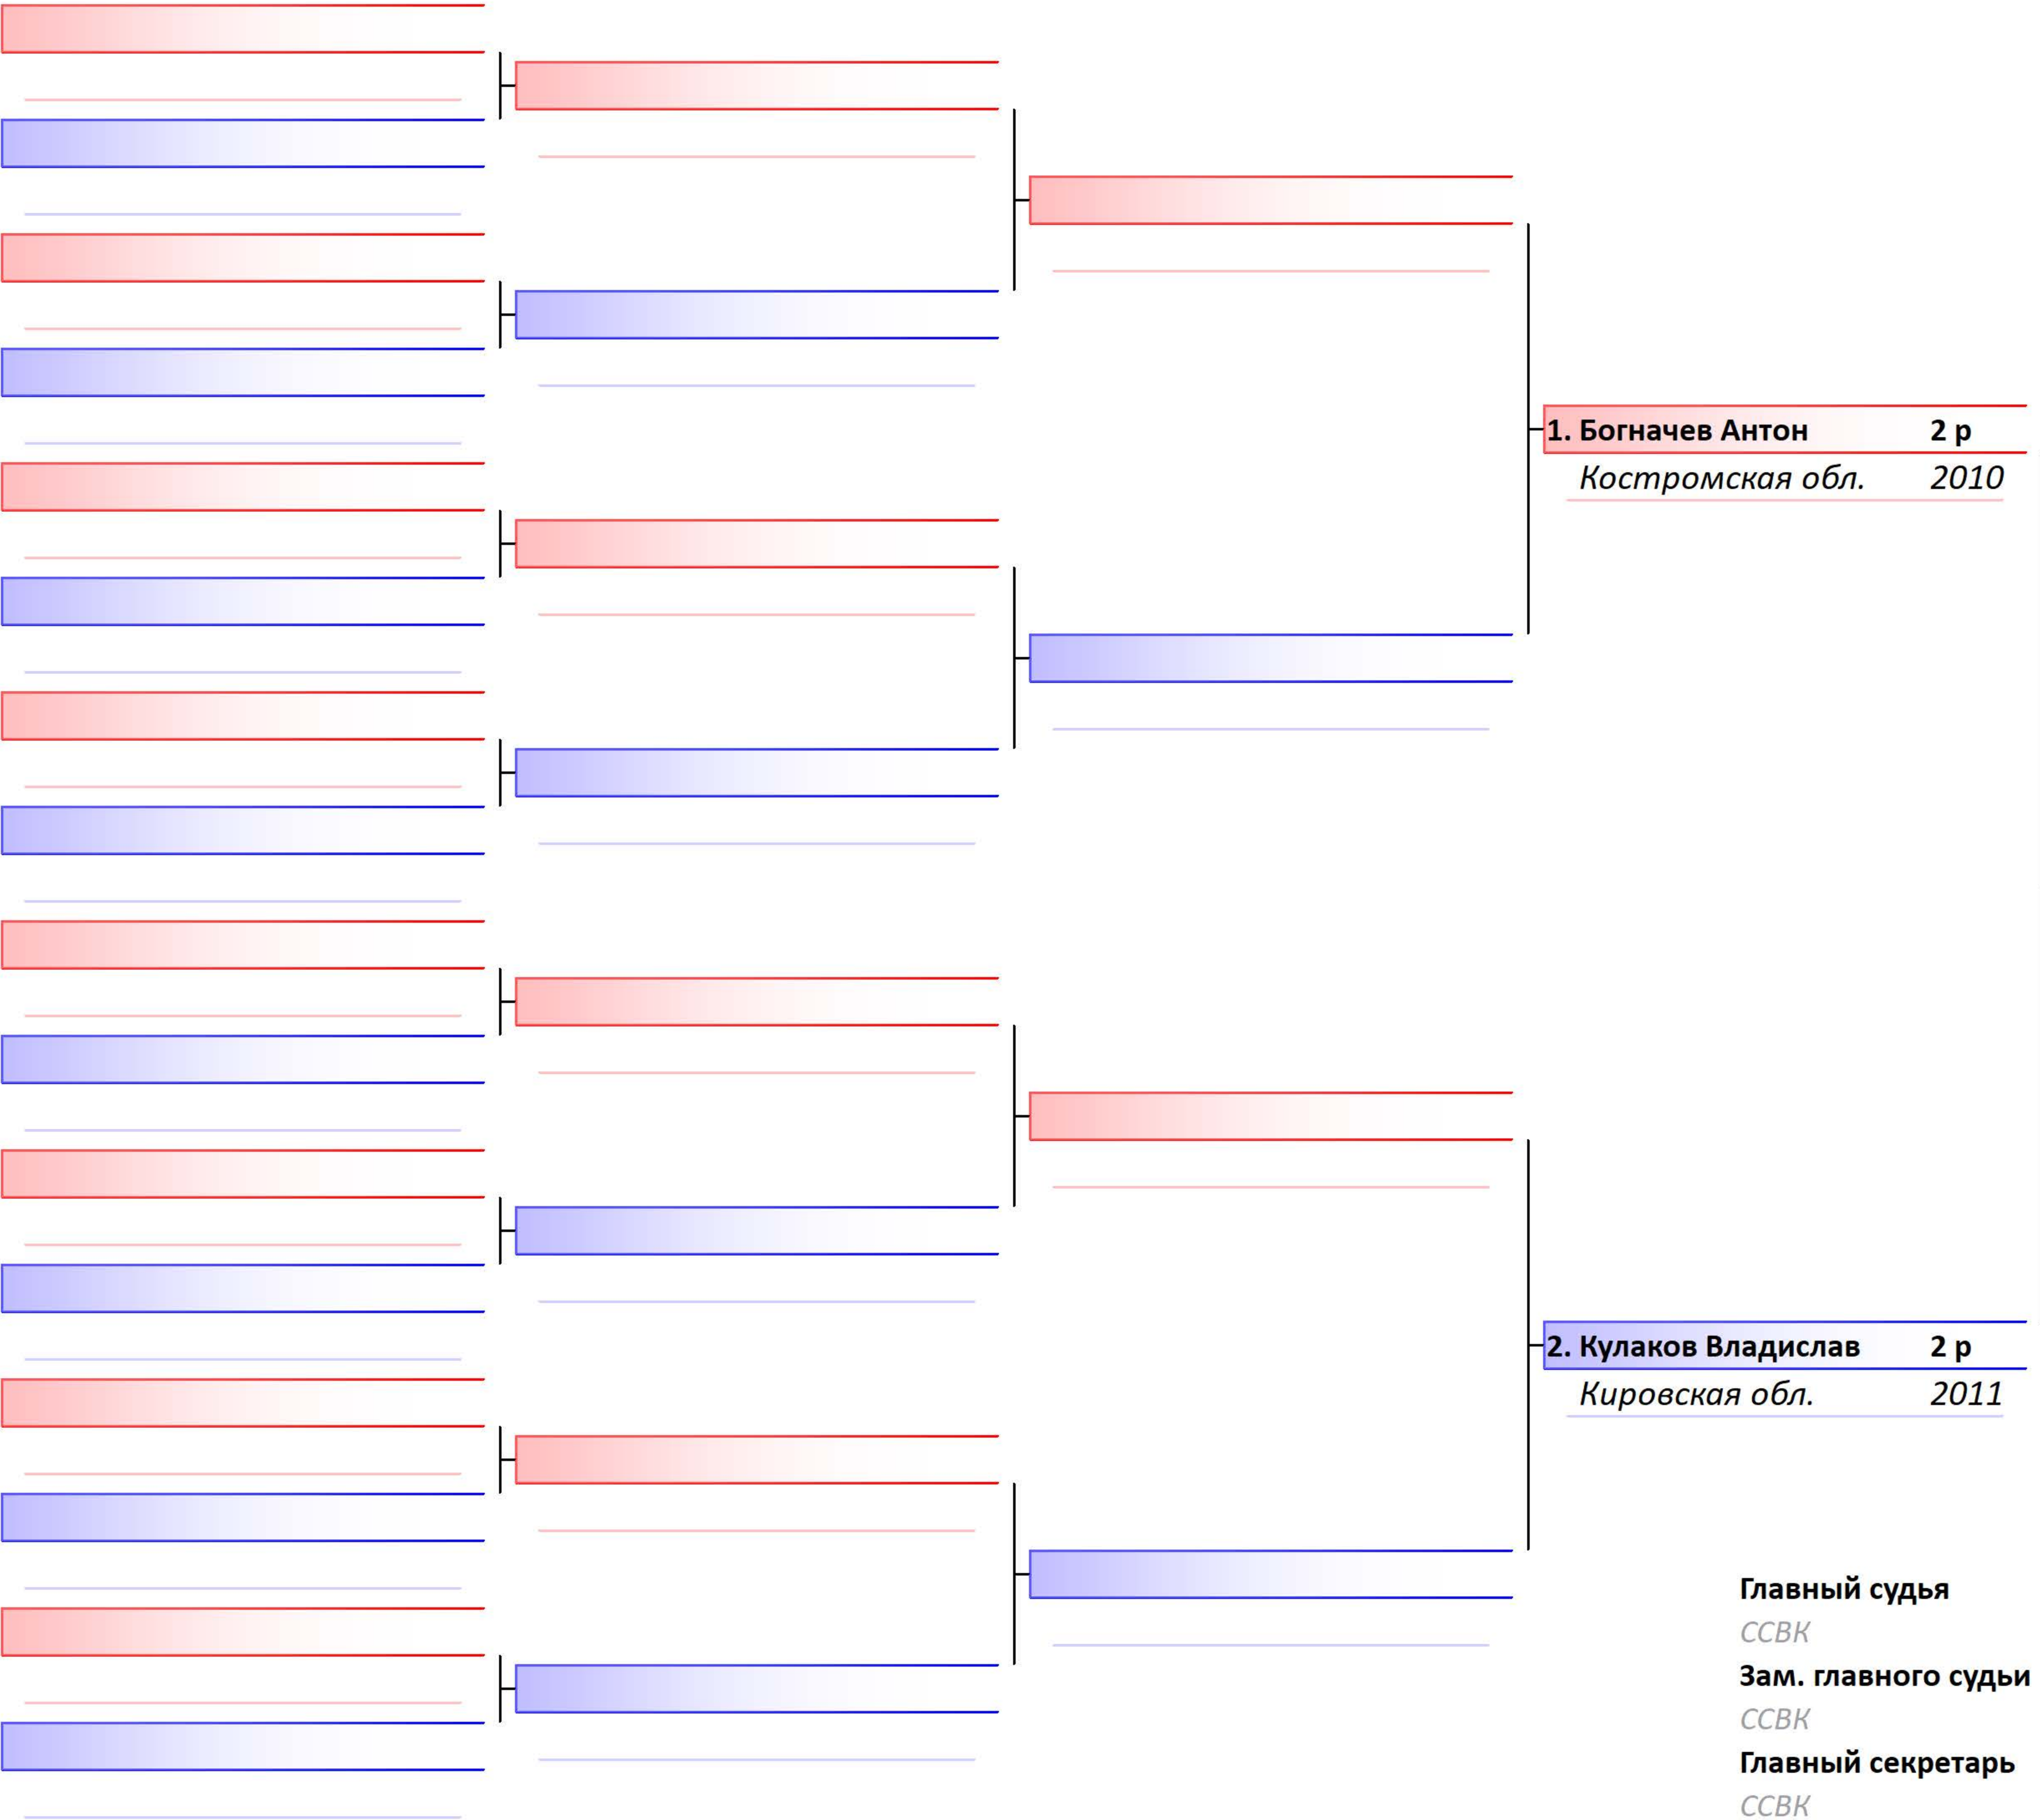 1. Богначев Антон 2 р
Костромская обл. 2010
2. Кулаков Владислав 2 р
Кировская обл. 2011
Главный судья
ССВК
Зам. главного судьи
ССВК
Главный секретарь
ССВК